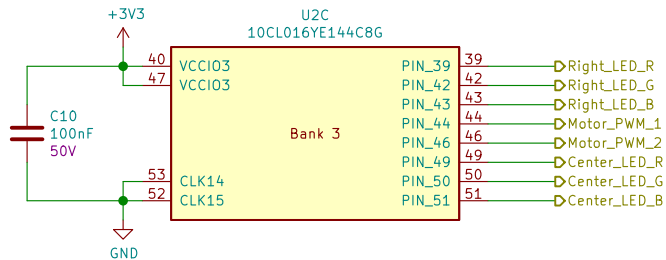 +3V3
U2C
10CL016YE144C8G
40 VCCIO3 PIN_39 39 Right_LED_R
47 VCCIO3 PIN_42 42 Right_LED_G
PIN_43 43 Right_LED_B
C10
100nF
50V
PIN_44 44 Motor_PWM_1
Bank 3
PIN_46 46 Motor_PWM_2
PIN_49 49 Center_LED_R
53 CLK14 PIN_50 50 Center_LED_G
52 CLK15 PIN_51 51 Center_LED_B
GND